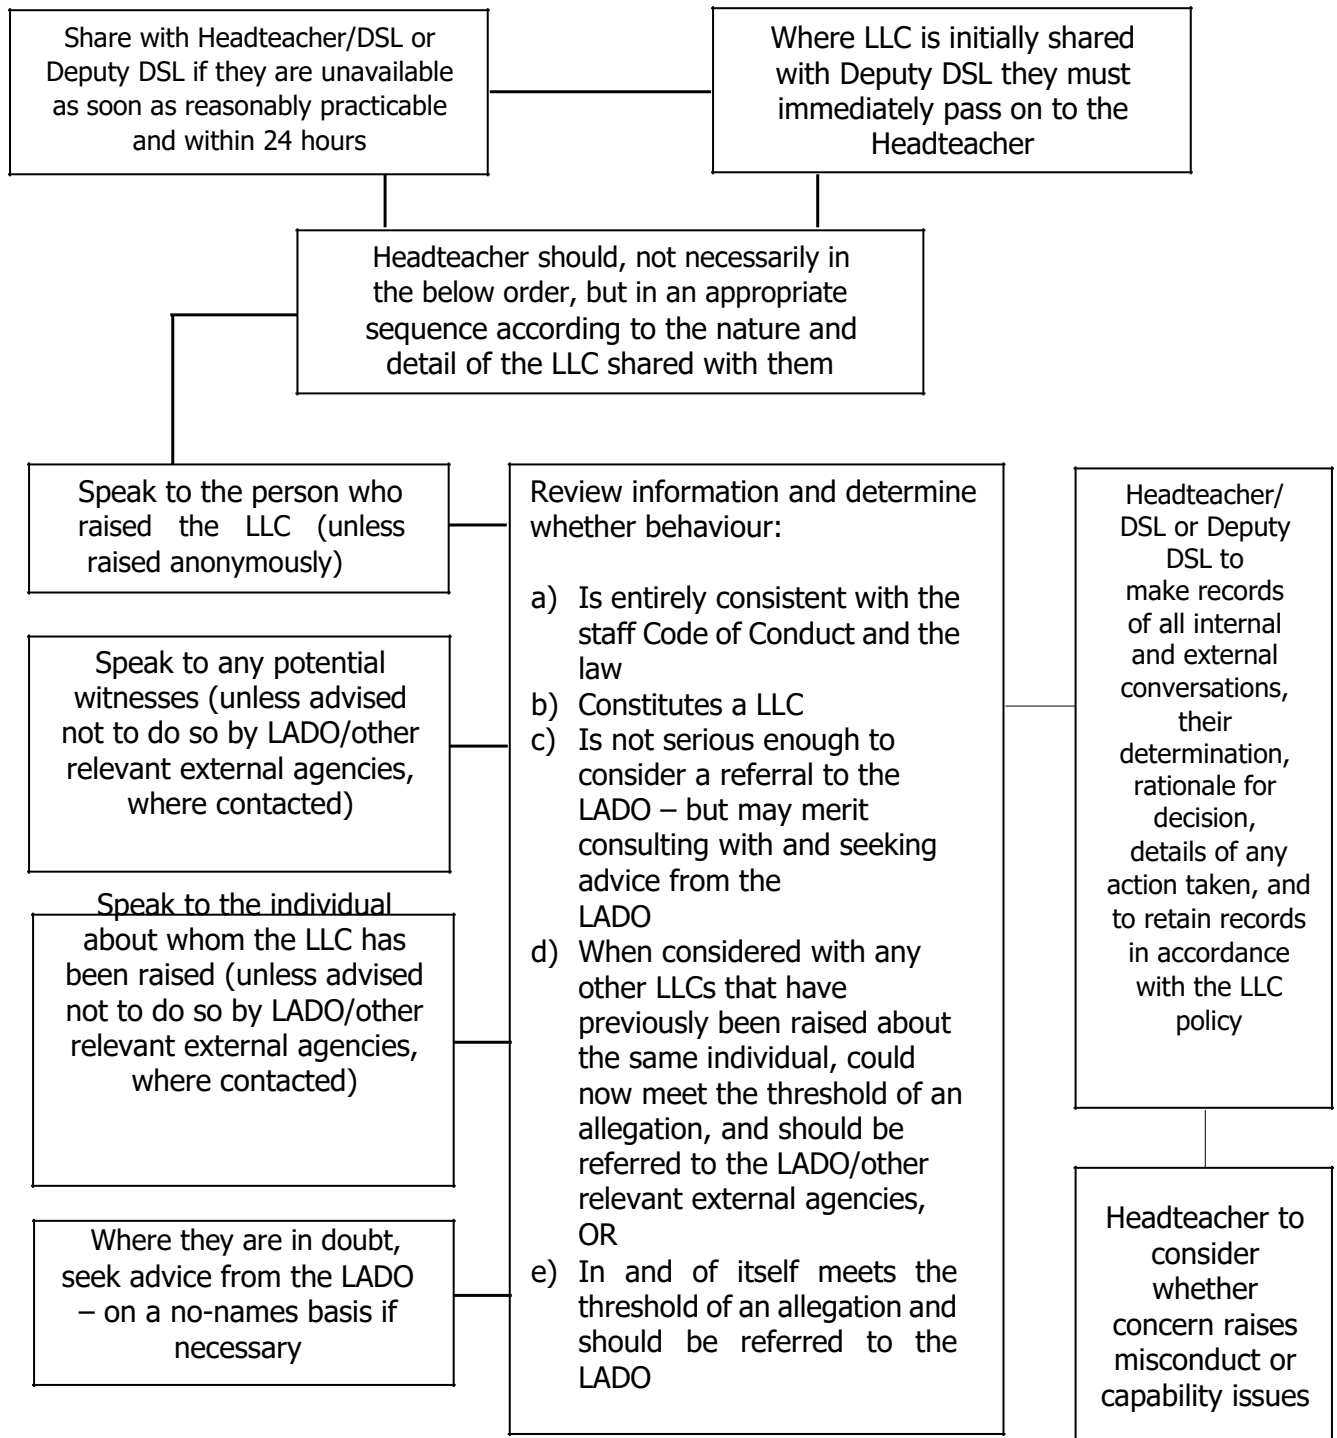 Share with Headteacher/DSL or
Deputy DSL if they are unavailable
as soon as reasonably practicable
and within 24 hours
Where LLC is initially shared
with Deputy DSL they must
immediately pass on to the
Headteacher
Headteacher should, not necessarily in
the below order, but in an appropriate
sequence according to the nature and
detail of the LLC shared with them
Speak to the person who
raised the LLC (unless
raised anonymously)
Speak to any potential
witnesses (unless advised
not to do so by LADO/other
relevant external agencies,
where contacted)
Speak to the individual
about whom the LLC has
been raised (unless advised
not to do so by LADO/other
relevant external agencies,
where contacted)
Where they are in doubt,
seek advice from the LADO
– on a no-names basis if
necessary
Review information and determine
whether behaviour:
a) Is entirely consistent with the
staff Code of Conduct and the
law
b) Constitutes a LLC
c) Is not serious enough to
consider a referral to the
LADO – but may merit
consulting with and seeking
advice from the
LADO
d) When considered with any
other LLCs that have
previously been raised about
the same individual, could
now meet the threshold of an
allegation, and should be
referred to the LADO/other
relevant external agencies,
OR
e) In and of itself meets the
threshold of an allegation and
should be referred to the
LADO
Headteacher/
DSL or Deputy
DSL to
make records
of all internal
and external
conversations,
their
determination,
rationale for
decision,
details of any
action taken, and
to retain records
in accordance
with the LLC
policy
Headteacher to
consider
whether
concern raises
misconduct or
capability issues